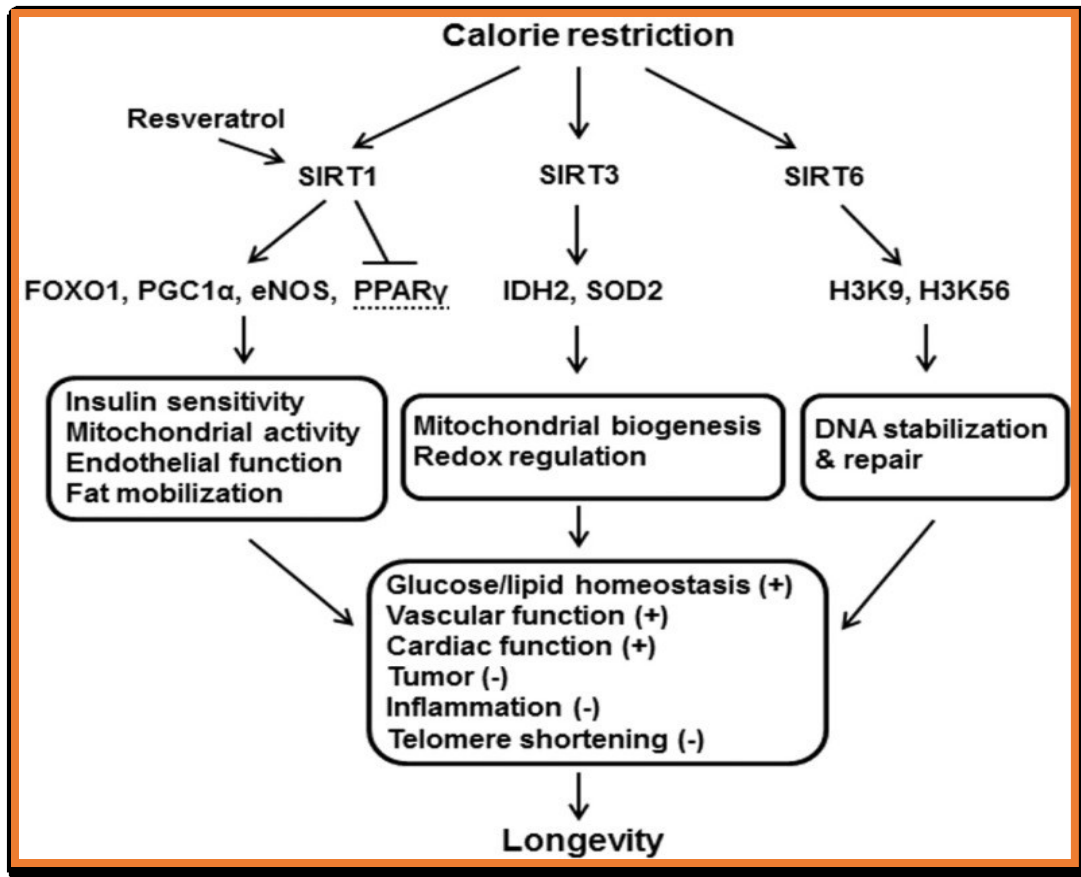 Calorie restriction
Resveratrol
SIRT1
SIRT3
SIRT6
FOXO1, PGC1α, eNOS, PPARγ
IDH2, SOD2
H3K9, H3K56
Insulin sensitivity
Mitochondrial activity
Endothelial function
Fat mobilization
Mitochondrial biogenesis
Redox regulation
DNA stabilization
& repair
Glucose/lipid homeostasis (+)
Vascular function (+)
Cardiac function (+)
Tumor (-)
Inflammation (-)
Telomere shortening (-)
Longevity